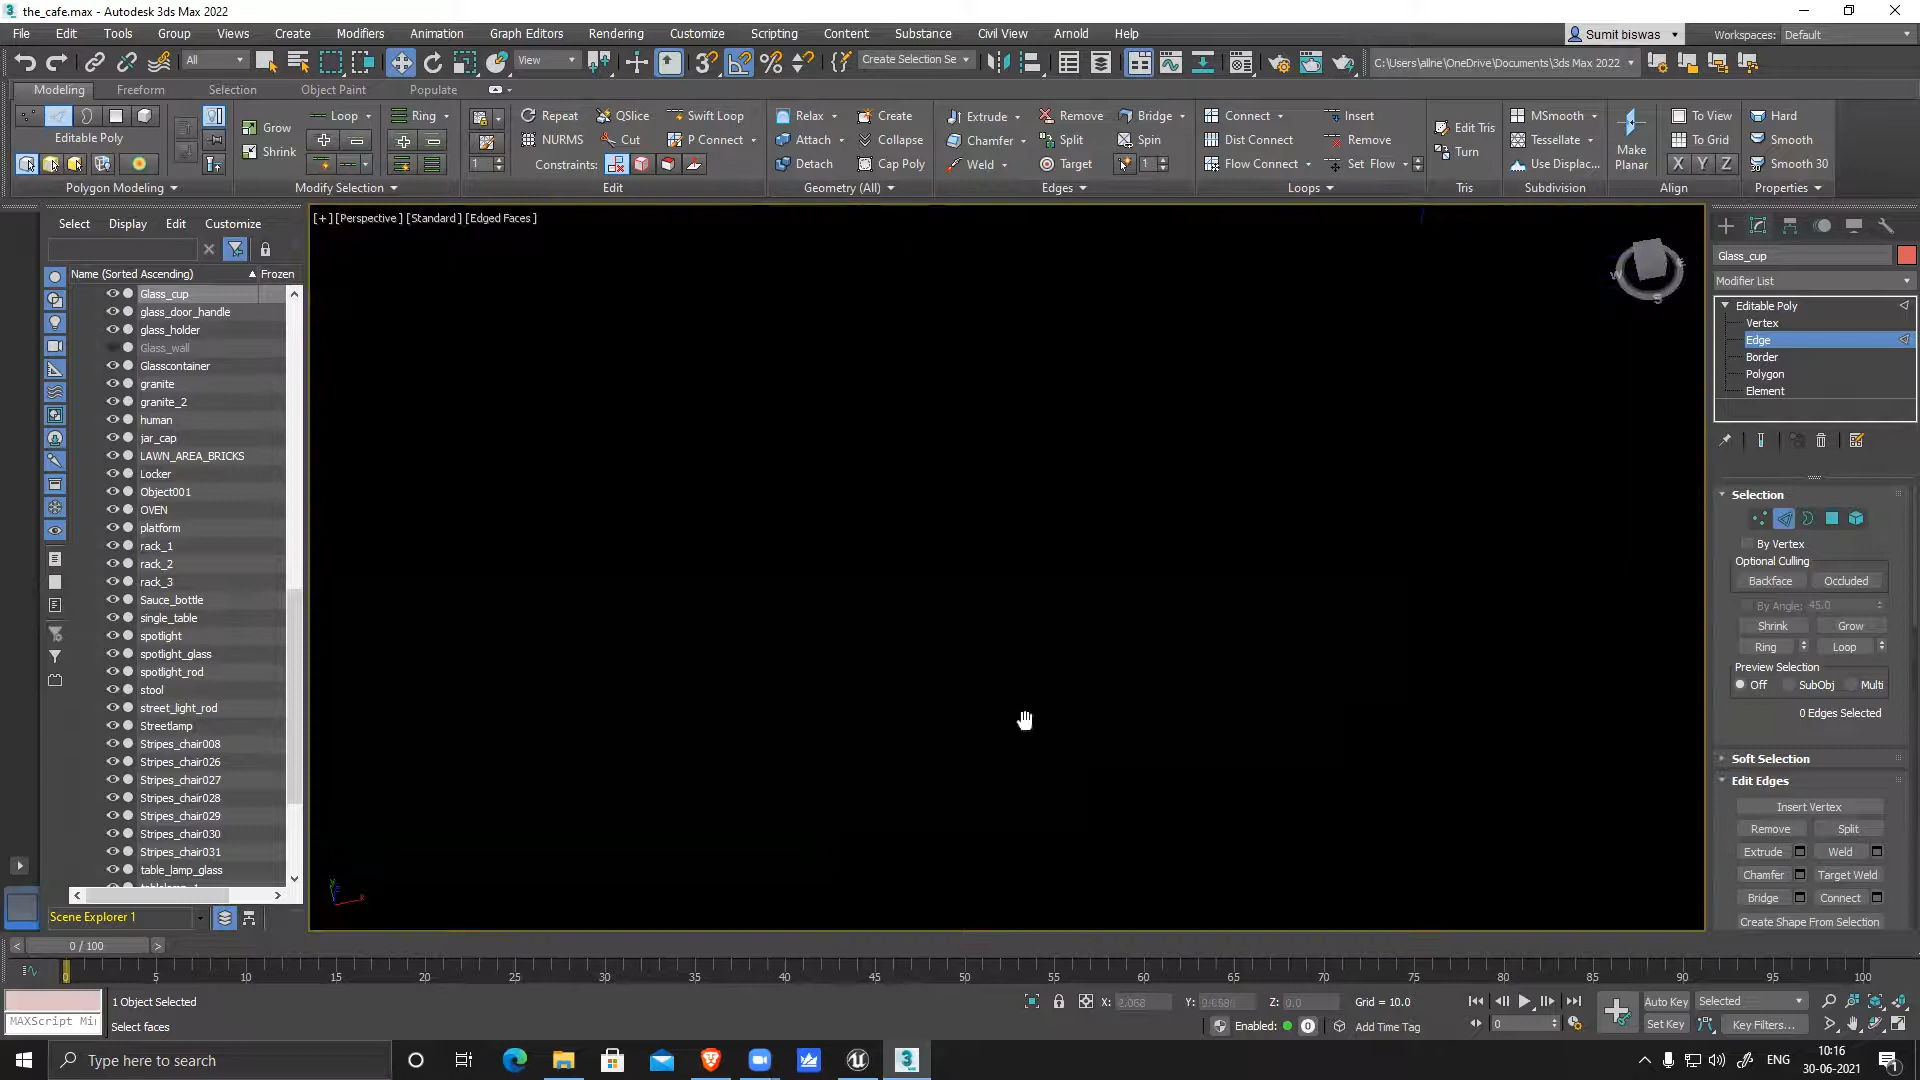 the_cafe.max - Autodesk 3ds Max 2022
File Edit Tools Group Views Create Modifiers Animation Graph Editors Rendering Customize Scripting Content Substance Civil View Arnold Help
Sumit biswas Workspaces: Default
All View Create Selection Se C:\Users\allne\OneDrive\Documents\3ds Max 2022
Modeling Freeform Selection Object Paint Populate
Loop Ring Repeat QSlice Swift Loop Relax Create Extrude Remove Bridge Connect Insert MSmooth To View Hard
Editable Poly Grow NURMS Cut P Connect Attach Collapse Chamfer Split Spin Dist Connect Remove Edit Tris Tessellate Make Planar To Grid Smooth
Shrink 1 Constraints: Detach Cap Poly Weld Target 1 Flow Connect Set Flow Turn Use Displac... X Y Z Smooth 30
Polygon Modeling Modify Selection Edit Geometry (All) Edges Loops Tris Subdivision Align Properties
Select Display Edit Customize
[+] [Perspective] [Standard] [Edged Faces]
Name (Sorted Ascending) Frozen
Glass_cup
glass_door_handle
glass_holder
Glass_wall
Glasscontainer
granite
granite_2
human
jar_cap
LAWN_AREA_BRICKS
Locker
Object001
OVEN
platform
rack_1
rack_2
rack_3
Sauce_bottle
single_table
spotlight
spotlight_glass
spotlight_rod
stool
street_light_rod
Streetlamp
Stripes_chair008
Stripes_chair026
Stripes_chair027
Stripes_chair028
Stripes_chair029
Stripes_chair030
Stripes_chair031
table_lamp_glass
Scene Explorer 1
W S
Glass_cup
Modifier List
Editable Poly
Vertex
Edge
Border
Polygon
Element
Selection
By Vertex
Optional Culling
Backface Occluded
By Angle: 45.0
Shrink Grow
Ring Loop
Preview Selection
Off SubObj Multi
0 Edges Selected
Soft Selection
Edit Edges
Insert Vertex
Remove Split
Extrude Weld
Chamfer Target Weld
Bridge Connect
Create Shape From Selection
0 / 100
0 5 10 15 20 25 30 35 40 45 50 55 60 65 70 75 80 85 90 95 100
1 Object Selected X: Y: Z: 0.0 Grid = 10.0 Auto Key Selected
MAXScript Mi Select faces Enabled: 0 Add Time Tag 0 Set Key Key Filters...
Type here to search
ENG 10:16
30-06-2021